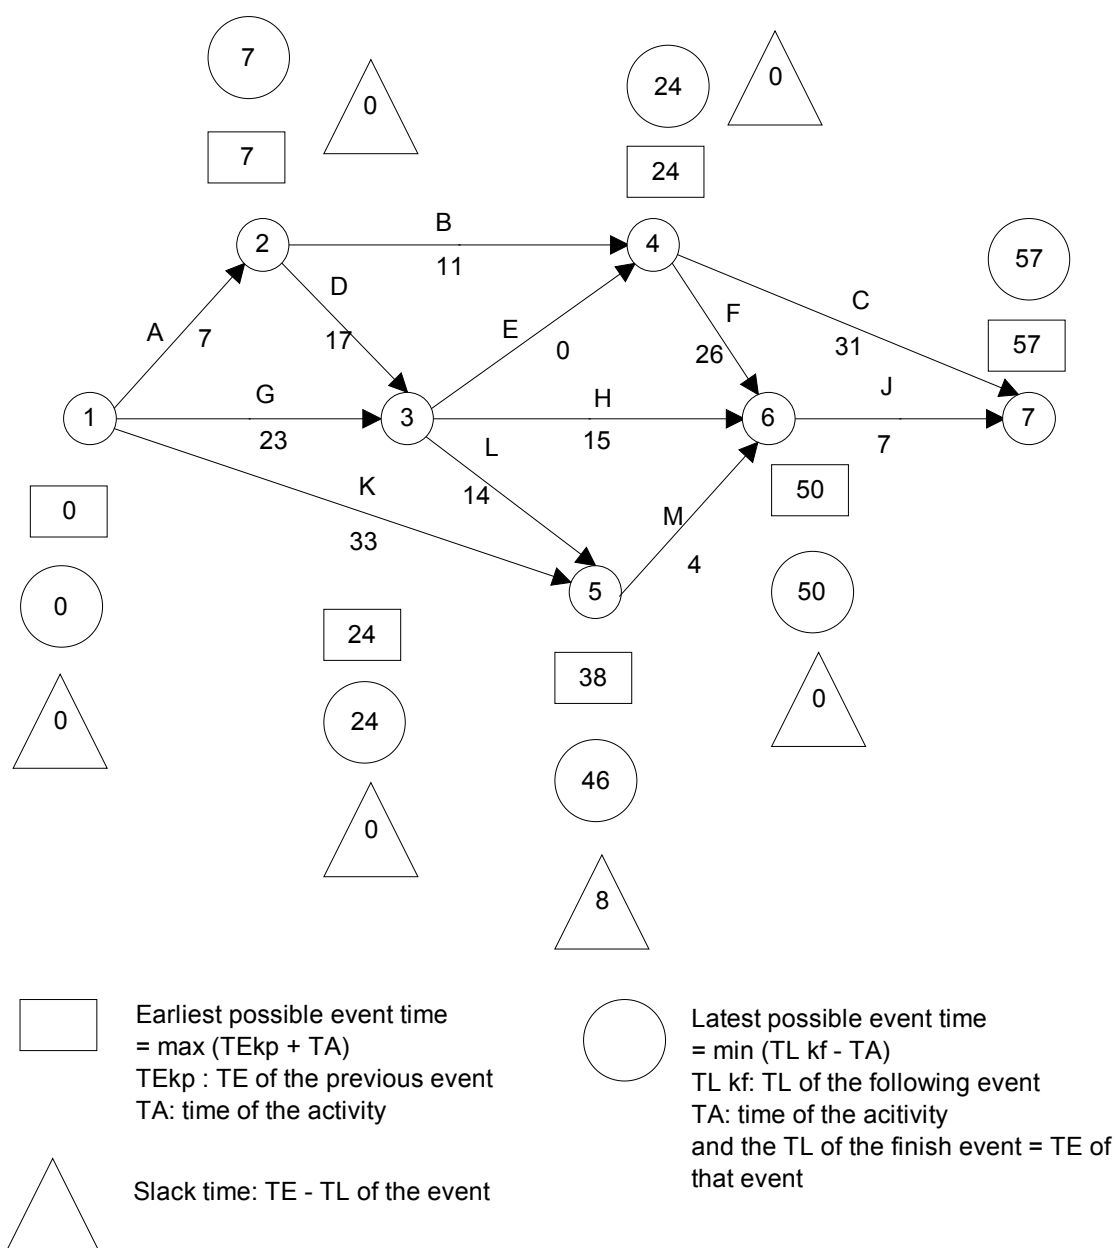 7
0
24
0
7
24
2
B
4
57
11
D
C
F
E
A
17
31
57
7
0
26
J
G
H
1
3
6
7
23
L
15
7
K
14
50
0
M
33
4
5
50
0
24
38
0
24
0
46
0
8
Earliest possible event time
= max (TEkp + TA)
TEkp : TE of the previous event
TA: time of the activity
Latest possible event time
= min (TL kf - TA)
TL kf: TL of the following event
TA: time of the acitivity
and the TL of the finish event = TE of
that event
Slack time: TE - TL of the event